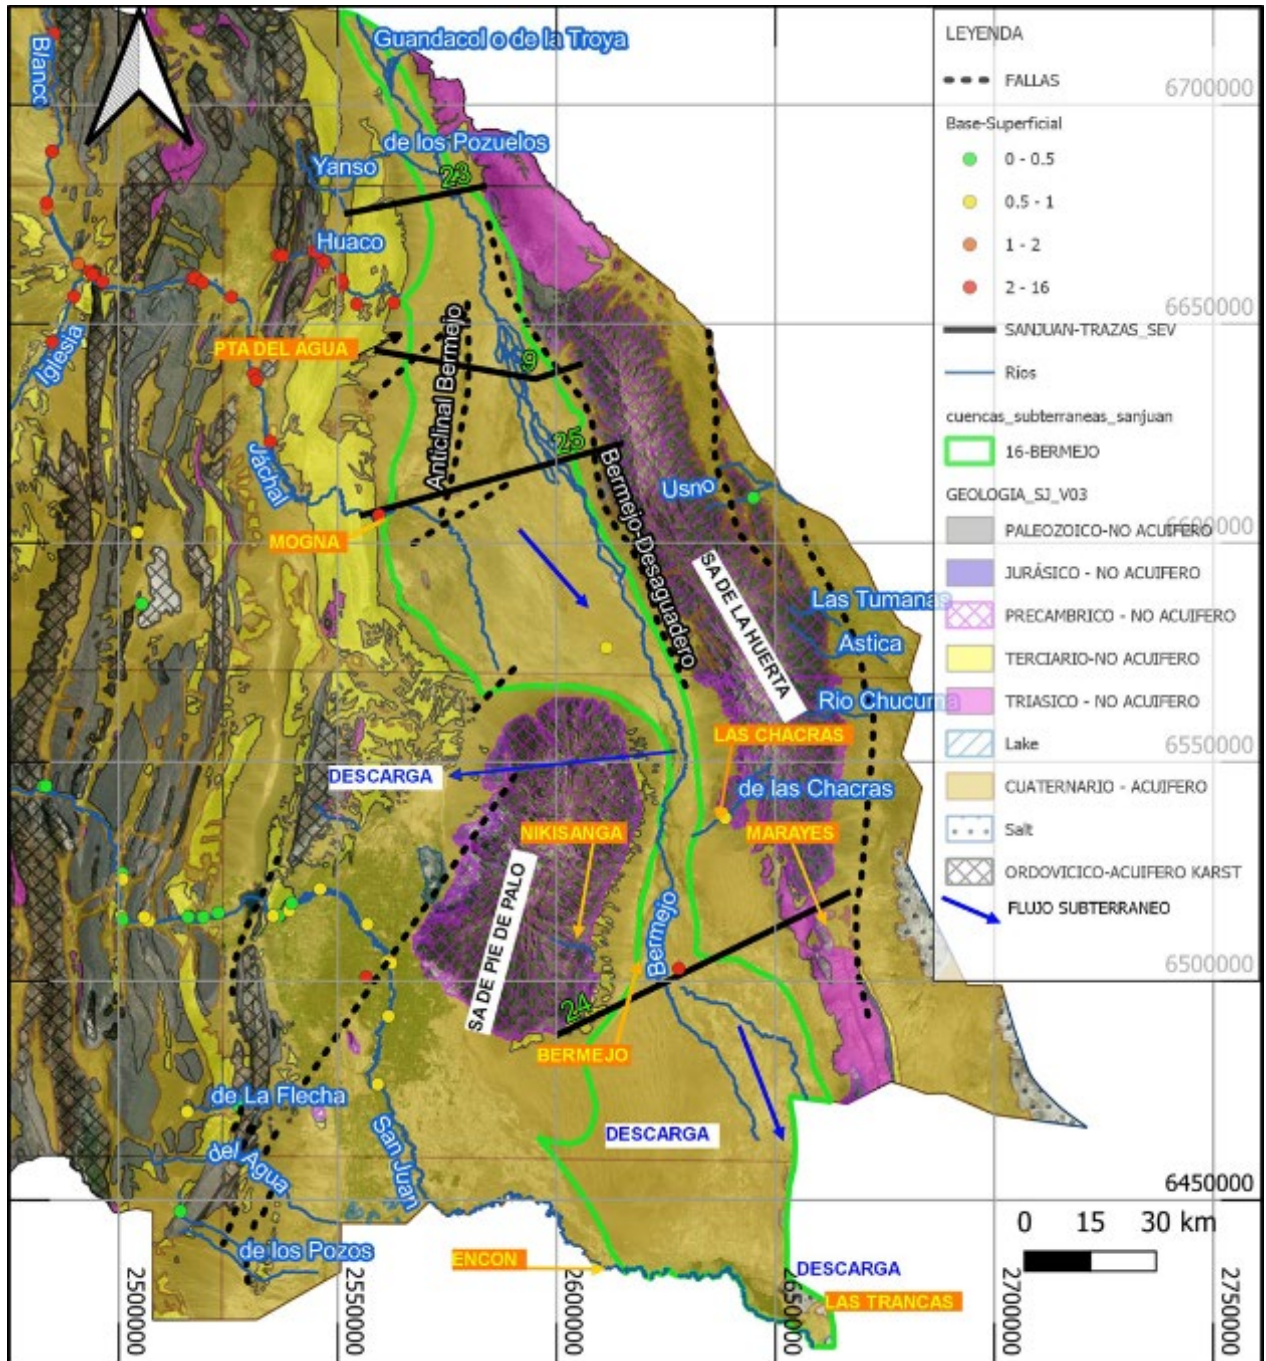 Blanco
Guandacol o de la Troya
de los Pozuelos
Yanso
23
Huaco
PTA DEL AGUA
Iglesia
Anticlinal Bermejo
9
25
Jáchal
MOGNA
Bermejo-Desaguadero
Usno
SA DE LA HUERTA
Las Tumanas
Astica
Rio Chucuma
LAS CHACRAS
DESCARGA
de las Chacras
NIKISANGA
MARAYES
SA DE PIE DE PALO
Bermejo
24
BERMEJO
de La Flecha
DESCARGA
San Juan
del Agua
de los Pozos
ENCON
DESCARGA
LAS TRANCAS
LEYENDA
FALLAS
Base-Superficial
0 - 0.5
0.5 - 1
1 - 2
2 - 16
SANJUAN-TRAZAS_SEV
Rios
cuencas_subterraneas_sanjuan
16-BERMEJO
GEOLOGIA_SJ_V03
PALEOZOICO-NO ACUIFERO
JURÁSICO - NO ACUIFERO
PRECAMBRICO - NO ACUIFERO
TERCIARIO-NO ACUIFERO
TRIASICO - NO ACUIFERO
Lake
CUATERNARIO - ACUIFERO
Salt
ORDOVICICO-ACUIFERO KARST
FLUJO SUBTERRANEO
6700000
6650000
6600000
6550000
6500000
6450000
0 15 30 km
2500000
2550000
2600000
2650000
2700000
2750000